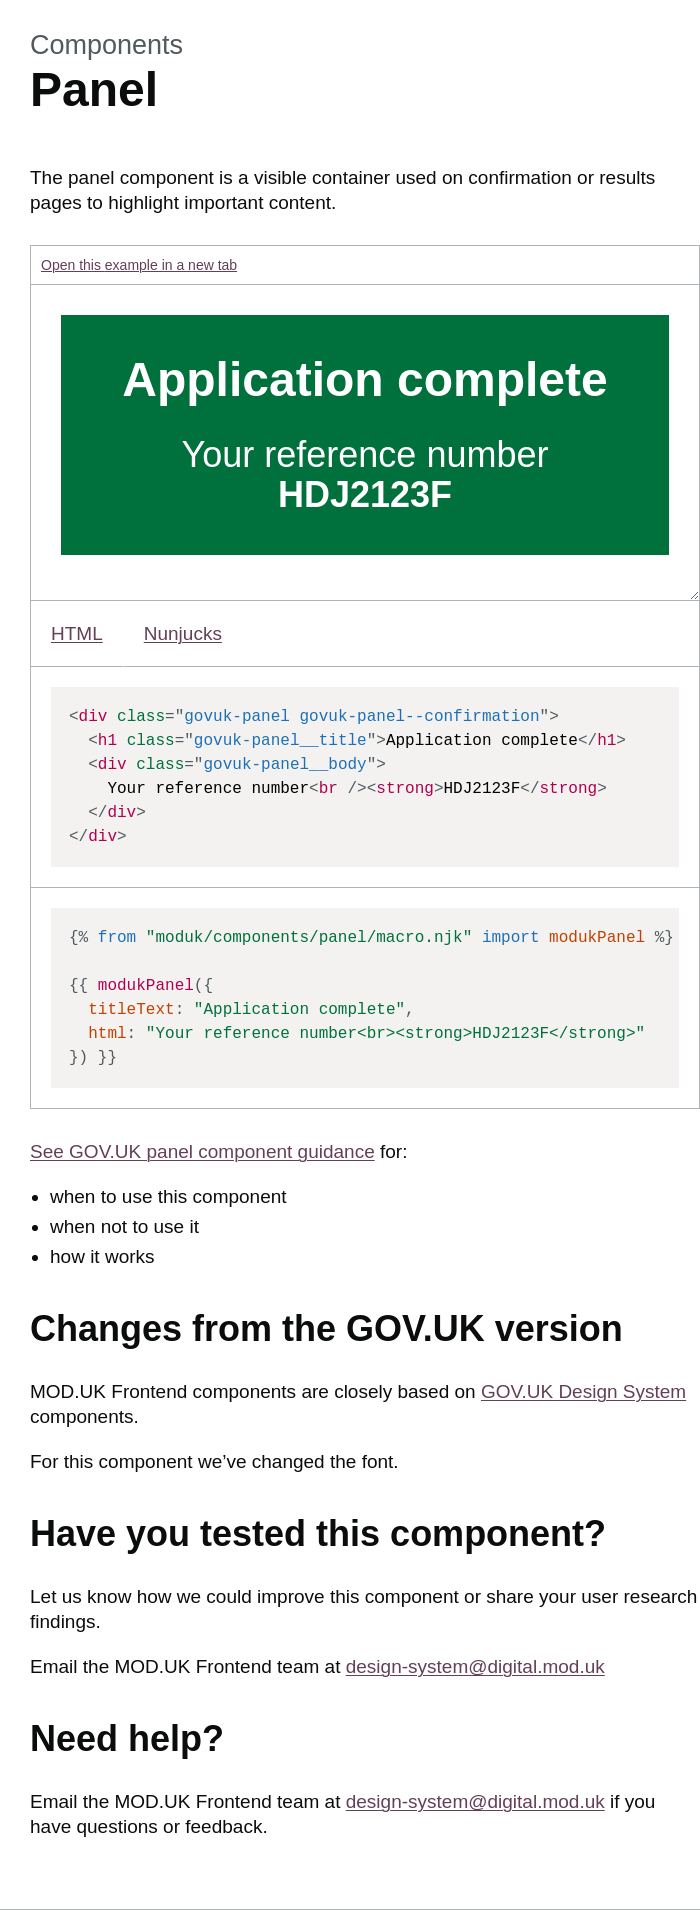 Components
Panel
The panel component is a visible container used on confirmation or results
pages to highlight important content.
Open this example in a new tab
Application complete
Your reference number
HDJ2123F
HTML Nunjucks
<div class="govuk-panel govuk-panel--confirmation">
  <h1 class="govuk-panel__title">Application complete</h1>
  <div class="govuk-panel__body">
    Your reference number<br /><strong>HDJ2123F</strong>
  </div>
</div>
{% from "moduk/components/panel/macro.njk" import modukPanel %}
{{ modukPanel({
  titleText: "Application complete",
  html: "Your reference number<br><strong>HDJ2123F</strong>"
}) }}
See GOV.UK panel component guidance for:
• when to use this component
• when not to use it
• how it works
Changes from the GOV.UK version
MOD.UK Frontend components are closely based on GOV.UK Design System
components.
For this component we’ve changed the font.
Have you tested this component?
Let us know how we could improve this component or share your user research
findings.
Email the MOD.UK Frontend team at design-system@digital.mod.uk
Need help?
Email the MOD.UK Frontend team at design-system@digital.mod.uk if you
have questions or feedback.